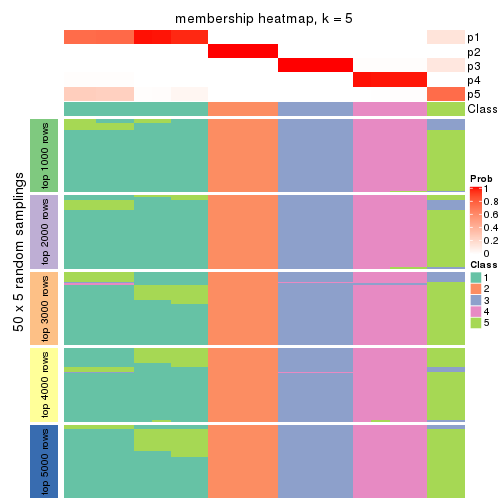 membership heatmap, k = 5
p1
p2
p3
p4
p5
Class
50 x 5 random samplings
top 1000 rows
top 2000 rows
top 3000 rows
top 4000 rows
top 5000 rows
Prob
1
0.8
0.6
0.4
0.2
0
Class
1
2
3
4
5